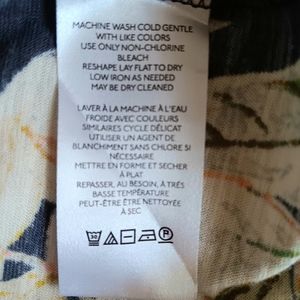 MACHINE WASH COLD GENTLE
WITH LIKE COLORS
USE ONLY NON-CHLORINE
BLEACH
RESHAPE LAY FLAT TO DRY
LOW IRON AS NEEDED
MAY BE DRY CLEANED
LAVER À LA MACHINE À L'EAU
FROIDE AVEC COULEURS
SIMILAIRES CYCLE DÉLICAT
UTILISER UN AGENT DE
BLANCHIMENT SANS CHLORE SI
NÉCESSAIRE
METTRE EN FORME ET SECHER
À PLAT
REPASSER, AU BESOIN, À TRÉS
BASSE TEMPÉRATURE
PEUT-ÊTRE ÊTRE NETTOYÉE
À SEC
30
P